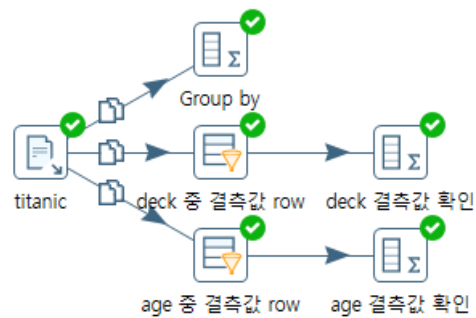 Group by
titanic
deck 중 결측값 row
deck 결측값 확인
age 중 결측값 row
age 결측값 확인